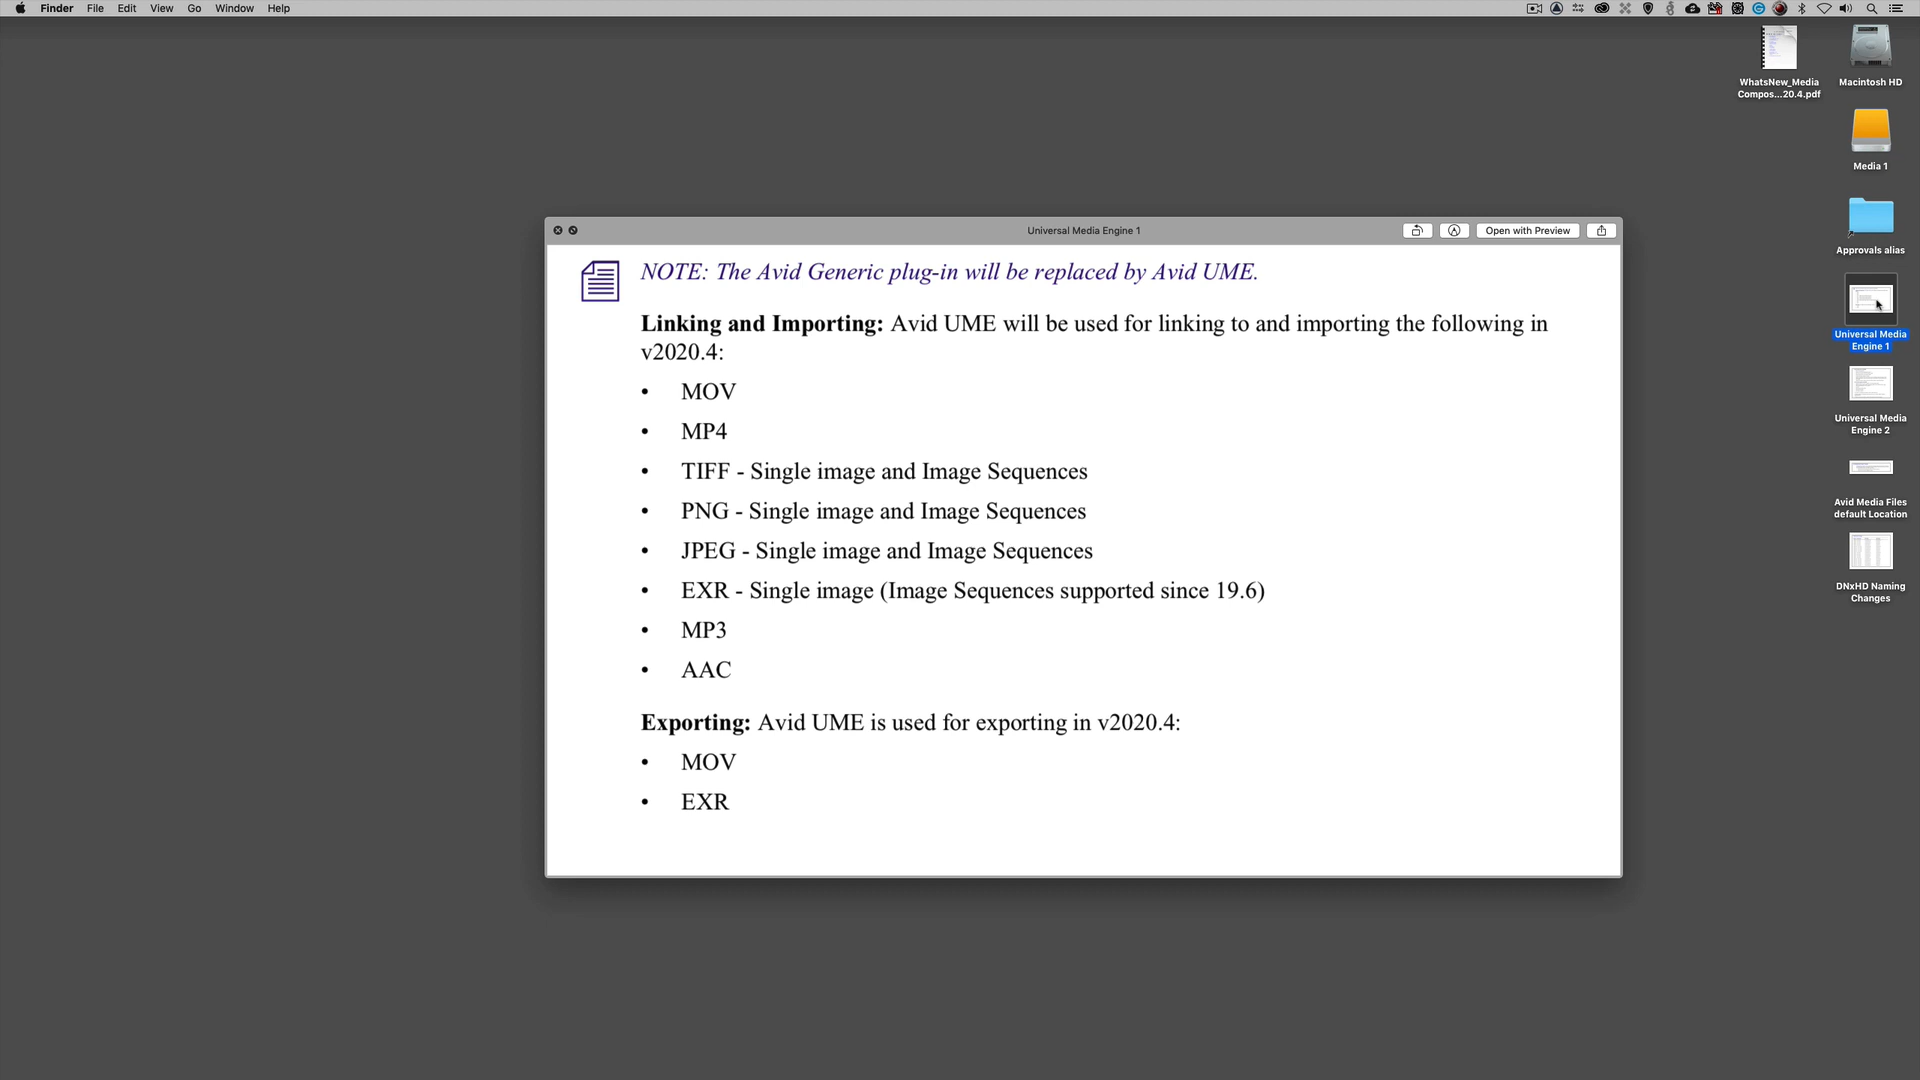 Finder File Edit View Go Window Help
WhatsNew_Media
Compos...20.4.pdf
Macintosh HD
Media 1
Approvals alias
Universal Media
Engine 1
Universal Media
Engine 2
Avid Media Files
default Location
DNxHD Naming
Changes
Universal Media Engine 1
Open with Preview
NOTE: The Avid Generic plug-in will be replaced by Avid UME.
Linking and Importing: Avid UME will be used for linking to and importing the following in
v2020.4:
• MOV
• MP4
• TIFF - Single image and Image Sequences
• PNG - Single image and Image Sequences
• JPEG - Single image and Image Sequences
• EXR - Single image (Image Sequences supported since 19.6)
• MP3
• AAC
Exporting: Avid UME is used for exporting in v2020.4:
• MOV
• EXR